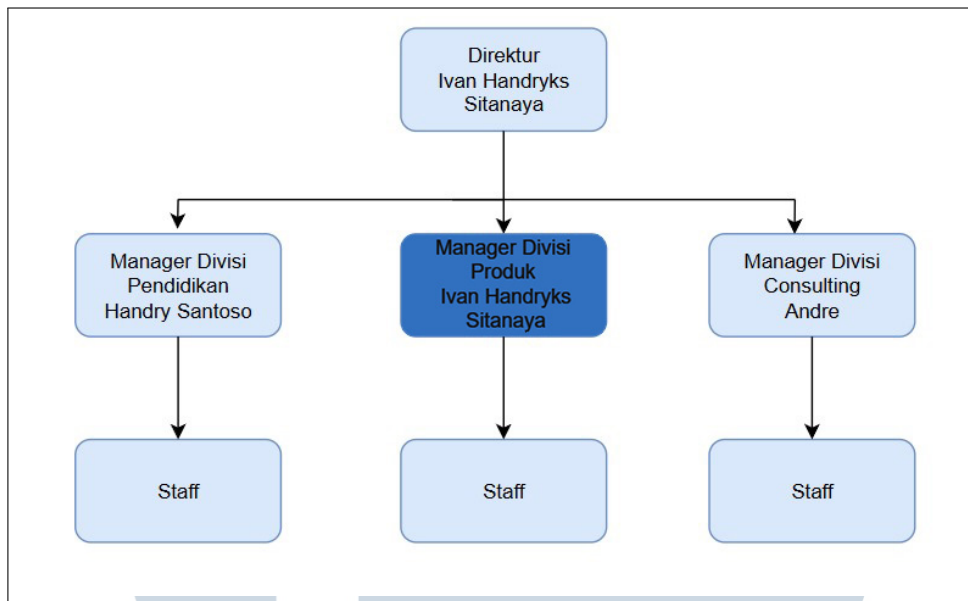 Direktur
Ivan Handryks
Sitanaya
Manager Divisi
Pendidikan
Handry Santoso
Manager Divisi
Produk
Ivan Handryks
Sitanaya
Manager Divisi
Consulting
Andre
Staff
Staff
Staff